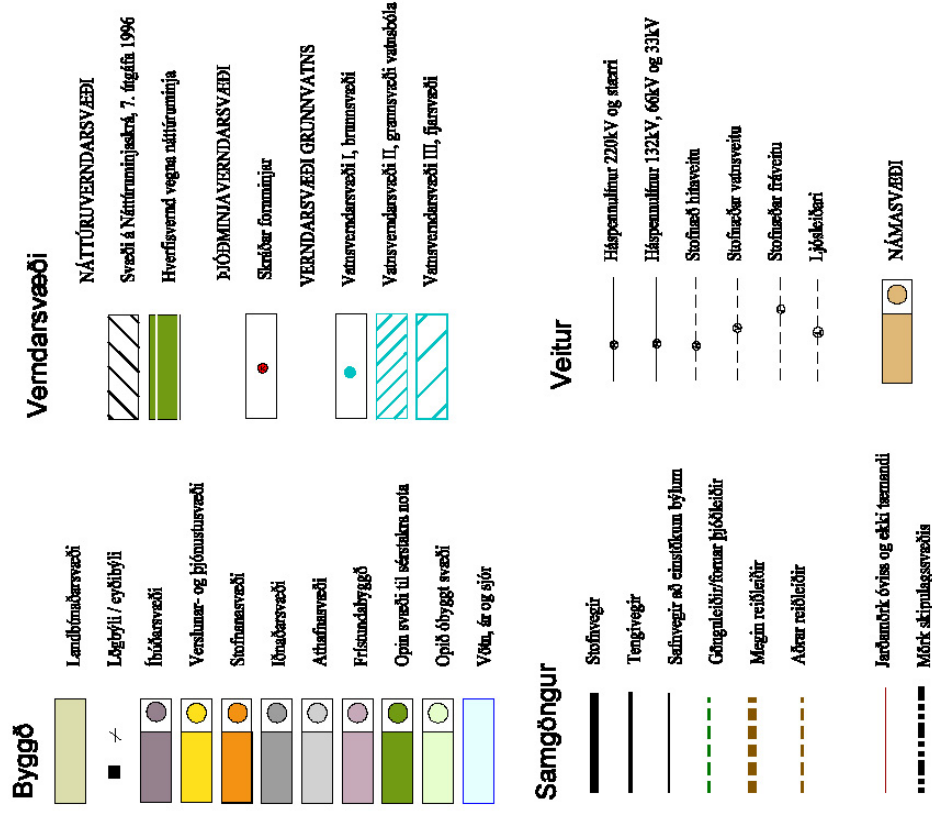 Byggð
Landbúnaðarsvæði
Lögbýli / eyðibýli
Íbúðarsvæði
Verslunar- og þjónustusvæði
Stofnanasvæði
Iðnaðarsvæði
Athafnasvæði
Frístundabyggð
Opin svæði til sérstakra nota
Opið óbyggt svæði
Vötn, ár og sjór
Verndarsvæði
NÁTTÚRUVERNDARSVÆÐI
Svæði á Náttúruminjaskrá, 7. útgáfa 1996
Hverfisvernd vegna náttúruminja
ÞJÓÐMINJAVERNDARSVÆÐI
Skráðar fornminjar
VERNDARSVÆÐI GRUNNVATNS
Vatnsverndarsvæði I, brunnsvæði
Vatnsverndarsvæði II, grannsvæði vatnsbóla
Vatnsverndarsvæði III, fjarsvæði
Samgöngur
Stofnvegir
Tengivegir
Safnvegir að einstökum býlum
Gönguleiðir/fornar þjóðleiðir
Megin reiðleiðir
Aðrar reiðleiðir
Jarðamörk óviss og ekki tæmandi
Mörk skipulagssvæðis
Veitur
Háspennulínur 220kV og stærri
Háspennulínur 132kV, 66kV og 33kV
Stofnæð hitaveitu
Stofnæðar vatnsveitu
Stofnæðar fráveitu
Ljósleiðari
NÁMASVÆÐI